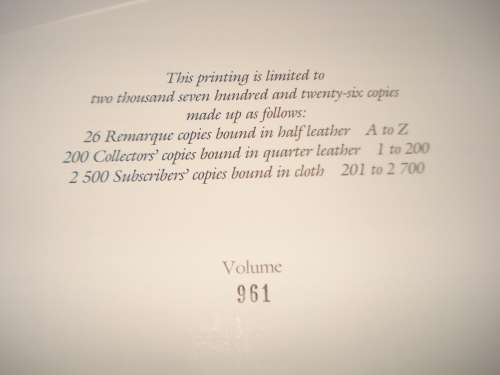 This printing is limited to
two thousand seven hundred and twenty-six copies
made up as follows:
26 Remarque copies bound in half leather A to Z
200 Collectors' copies bound in quarter leather 1 to 200
2 500 Subscribers' copies bound in cloth 201 to 2 700
Volume
961